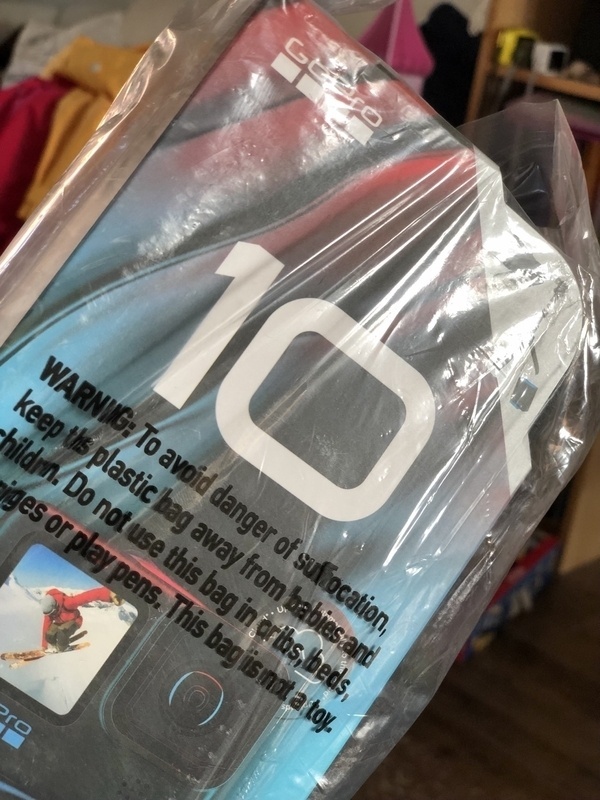 GoPro
10
WARNING: To avoid danger of suffocation,
keep this plastic bag away from babies and
children. Do not use this bag in cribs, beds,
or play pens. This bag is not a toy.